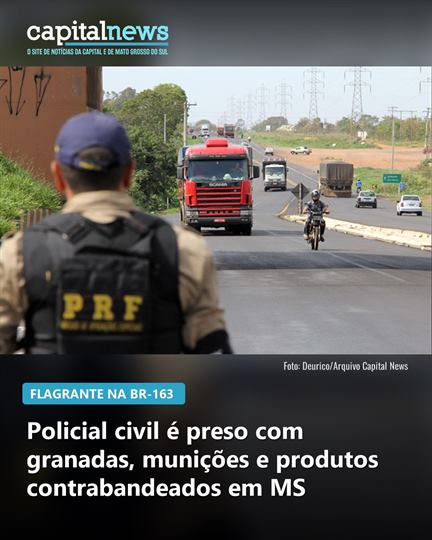 capitalnews
O SITE DE NOTÍCIAS DA CAPITAL E DE MATO GROSSO DO SUL
SCANIA
PRF
Foto: Deurico/Arquivo Capital News
FLAGRANTE NA BR-163
Policial civil é preso com
granadas, munições e produtos
contrabandeados em MS